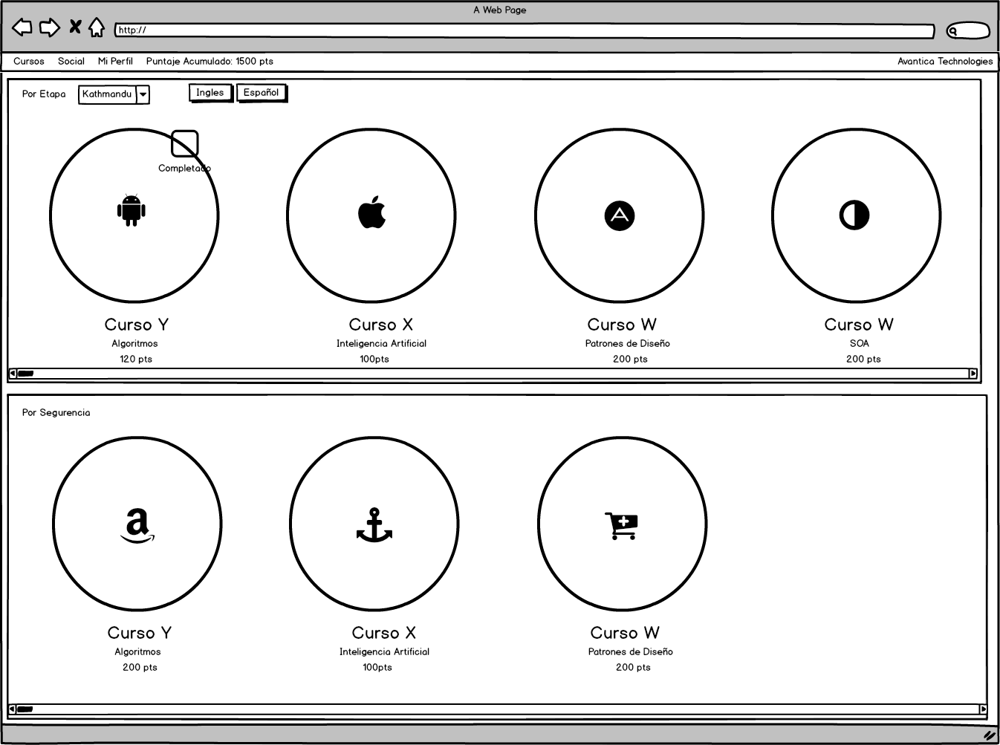 A Web Page
http://
Cursos Social Mi Perfil Puntaje Acumulado: 1500 pts Avantica Technologies
Por Etapa Kathmandu Ingles Español
Completado
Curso Y Curso X Curso W Curso W
Algoritmos Inteligencia Artificial Patrones de Diseño SOA
120 pts 100pts 200 pts 200 pts
Por Segurencia
Curso Y Curso X Curso W
Algoritmos Inteligencia Artificial Patrones de Diseño
200 pts 100pts 200 pts